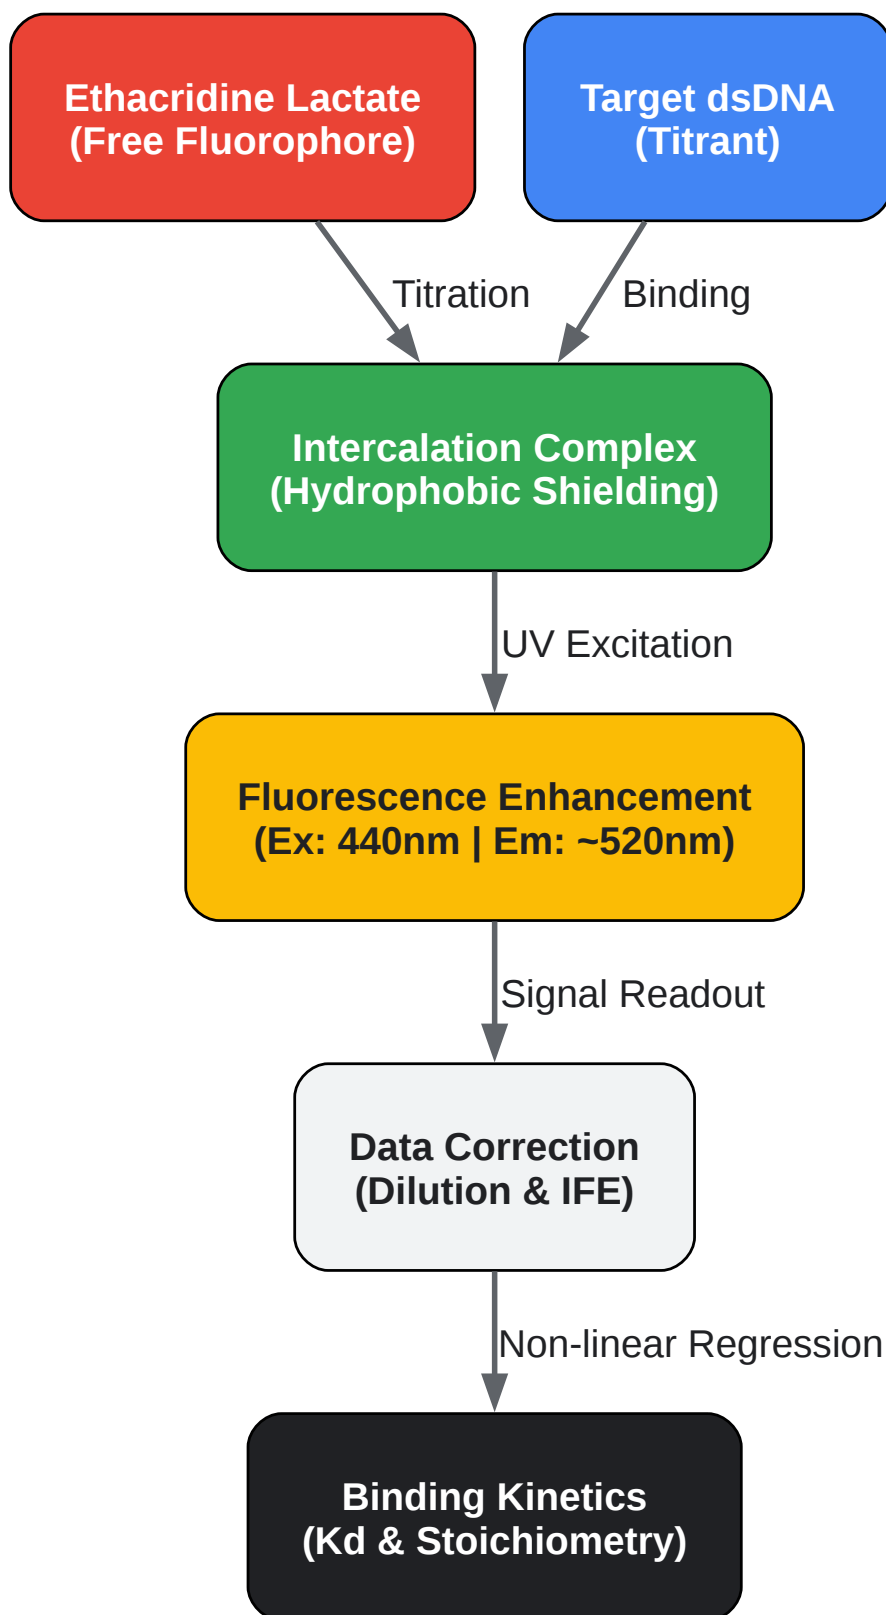 Ethacridine Lactate
(Free Fluorophore)
Target dsDNA
(Titrant)
Titration
Binding
Intercalation Complex
(Hydrophobic Shielding)
UV Excitation
Fluorescence Enhancement
(Ex: 440nm | Em: ~520nm)
Signal Readout
Data Correction
(Dilution & IFE)
Non-linear Regression
Binding Kinetics
(Kd & Stoichiometry)